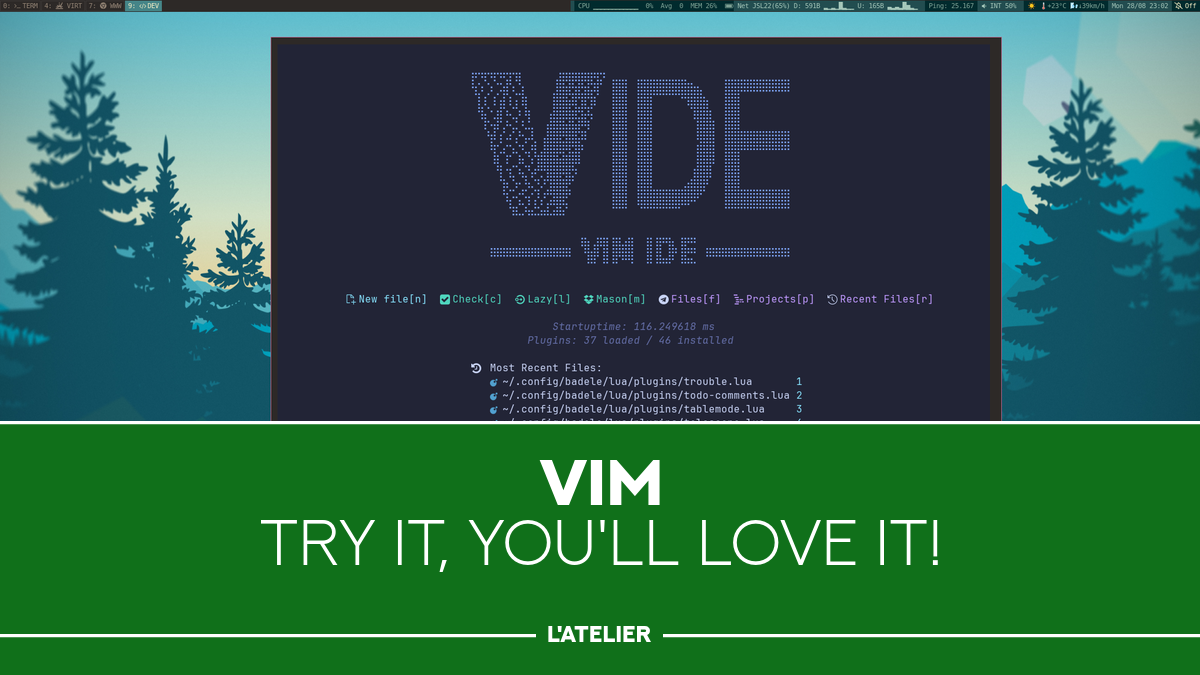 0: TERM 4: VIRT 7: WWW 9: </>DEV
CPU 0% Avg 0 MEM 26% Net JSL22(65%) D: 591B U: 165B Ping: 25.167 INT 50% +23°C 39km/h Mon 28/08 23:02 Off
VIDE
VIM IDE
New file[n] Check[c] Lazy[l] Mason[m] Files[f] Projects[p] Recent Files[r]
Startuptime: 116.249618 ms
Plugins: 37 loaded / 46 installed
Most Recent Files:
~/.config/badele/lua/plugins/trouble.lua 1
~/.config/badele/lua/plugins/todo-comments.lua 2
~/.config/badele/lua/plugins/tablemode.lua 3
VIM
TRY IT, YOU'LL LOVE IT!
L'ATELIER